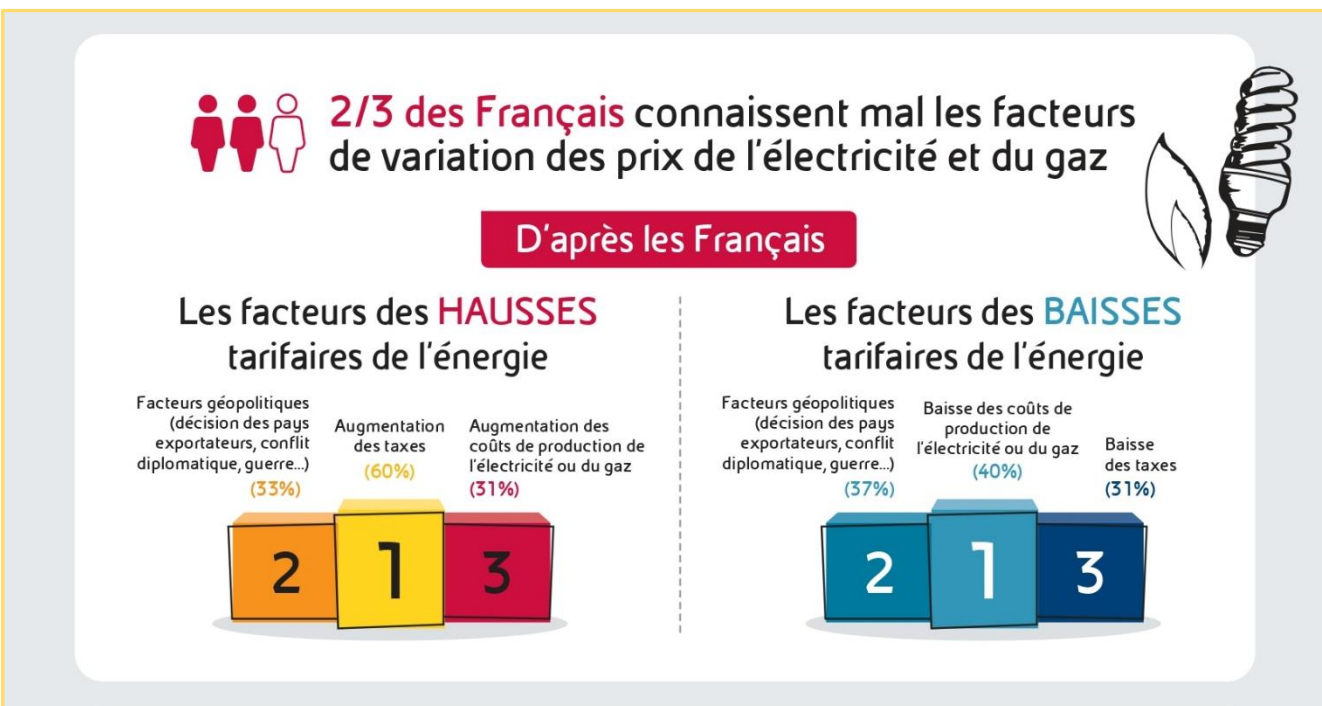 2/3 des Français connaissent mal les facteurs
de variation des prix de l'électricité et du gaz
D'après les Français
Les facteurs des HAUSSES
tarifaires de l'énergie
Facteurs géopolitiques
(décision des pays
exportateurs, conflit
diplomatique, guerre...)
(33%)
Augmentation
des taxes
(60%)
Augmentation des
coûts de production de
l'électricité ou du gaz
(31%)
2
1
3
Les facteurs des BAISSES
tarifaires de l'énergie
Facteurs géopolitiques
(décision des pays
exportateurs, conflit
diplomatique, guerre...)
(37%)
Baisse des coûts de
production de
l'électricité ou du gaz
(40%)
Baisse
des taxes
(31%)
2
1
3